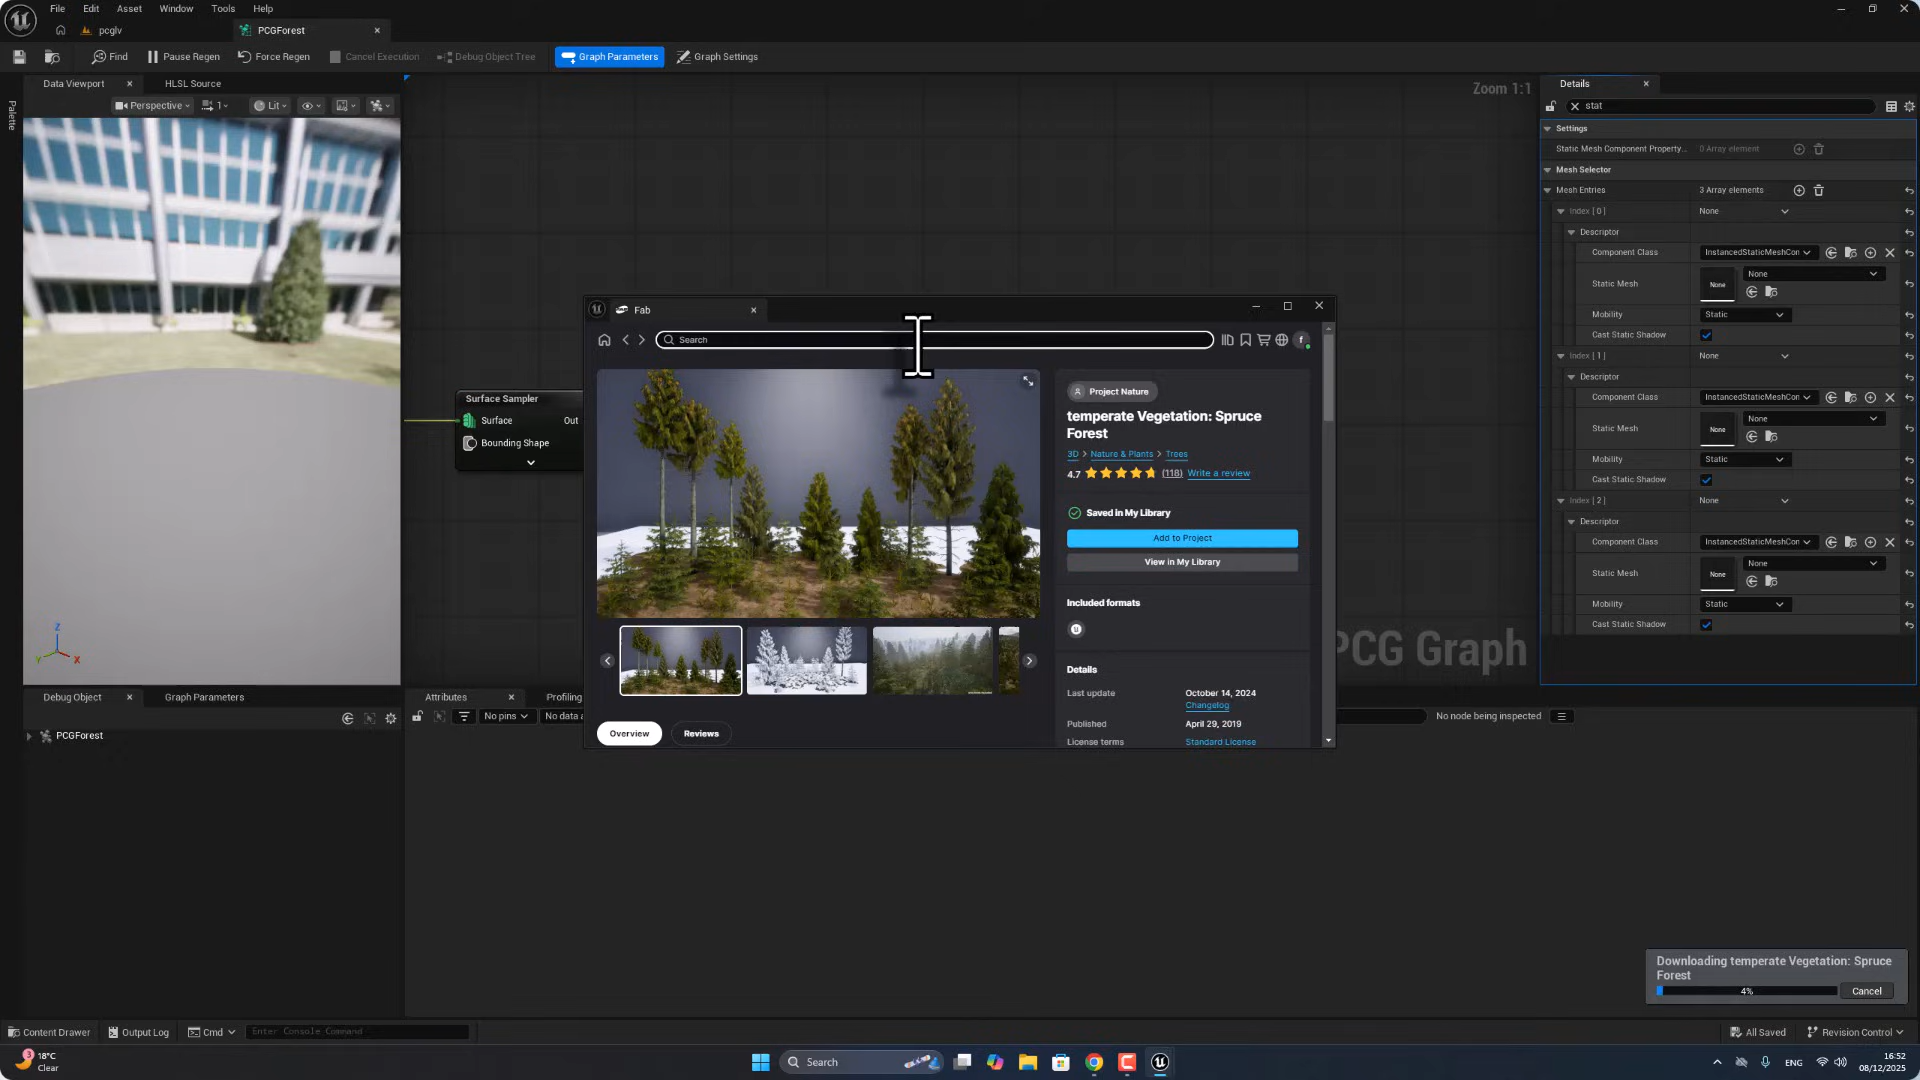 File Edit Asset Window Tools Help
pcglv
PCGForest
Find
Pause Regen
Force Regen
Cancel Execution
Debug Object Tree
Graph Parameters
Graph Settings
Palette
Data Viewport
HLSL Source
Perspective
1
Lit
Zoom 1:1
Details
stat
Settings
Static Mesh Component Property... 0 Array element
Mesh Selector
Mesh Entries 3 Array elements
Index [ 0 ] None
Descriptor
Component Class InstancedStaticMeshCon
Static Mesh None None
Mobility Static
Cast Static Shadow
Index [ 1 ] None
Descriptor
Component Class InstancedStaticMeshCon
Static Mesh None None
Mobility Static
Cast Static Shadow
Index [ 2 ] None
Descriptor
Component Class InstancedStaticMeshCon
Static Mesh None None
Mobility Static
Cast Static Shadow
Surface Sampler
Surface Out
Bounding Shape
Fab
Search
f
Project Nature
temperate Vegetation: Spruce
Forest
3D > Nature & Plants > Trees
4.7 (118) Write a review
Saved in My Library
Add to Project
View in My Library
Included formats
Details
Last update October 14, 2024
Changelog
Published April 29, 2019
License terms Standard License
Overview
Reviews
PCG Graph
Z
Y
X
Debug Object
Graph Parameters
PCGForest
Attributes
Profiling
No pins
No data a
No node being inspected
Downloading temperate Vegetation: Spruce
Forest
4%
Cancel
Content Drawer
Output Log
Cmd
Enter Console Command
All Saved
Revision Control
3
18°C
Clear
Search
ENG
16:52
08/12/2025